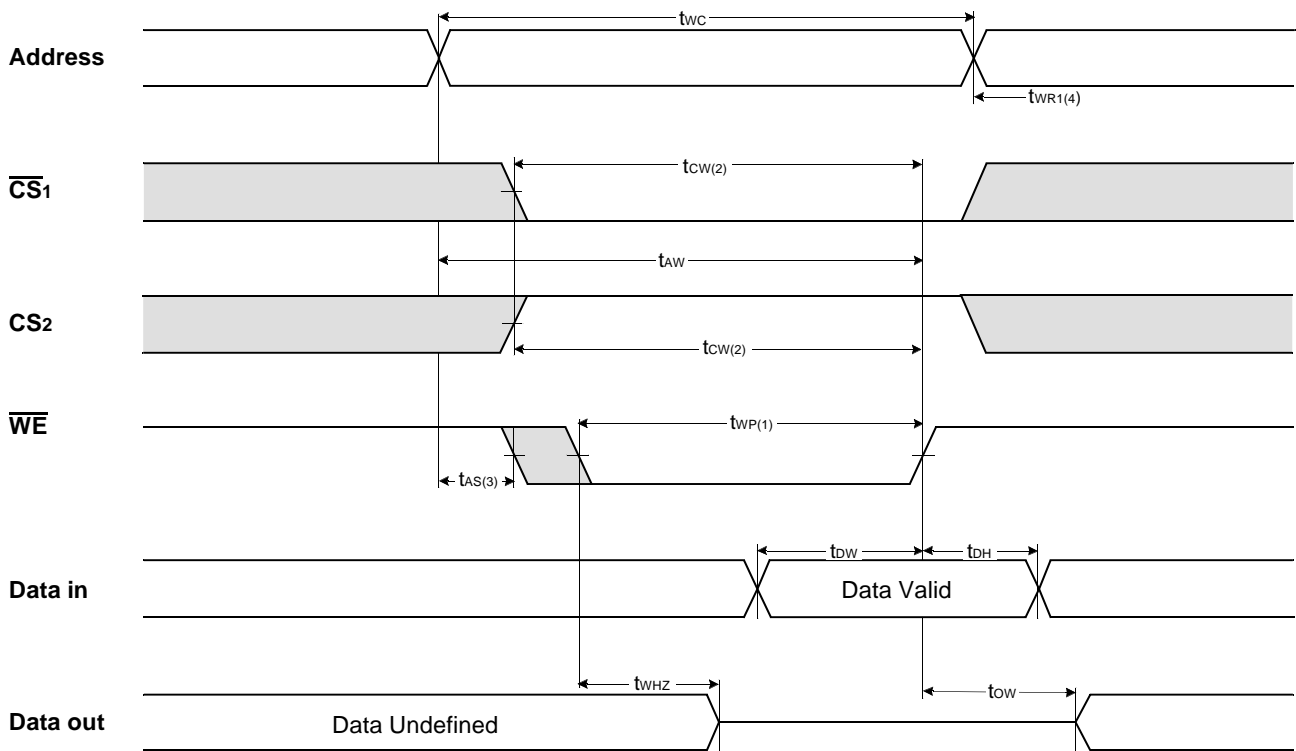 tWC
Address
tWR1(4)
tCW(2)
CS1
tAW
CS2
tCW(2)
WE
tWP(1)
tAS(3)
tDW
tDH
Data in
Data Valid
tWHZ
tOW
Data out
Data Undefined